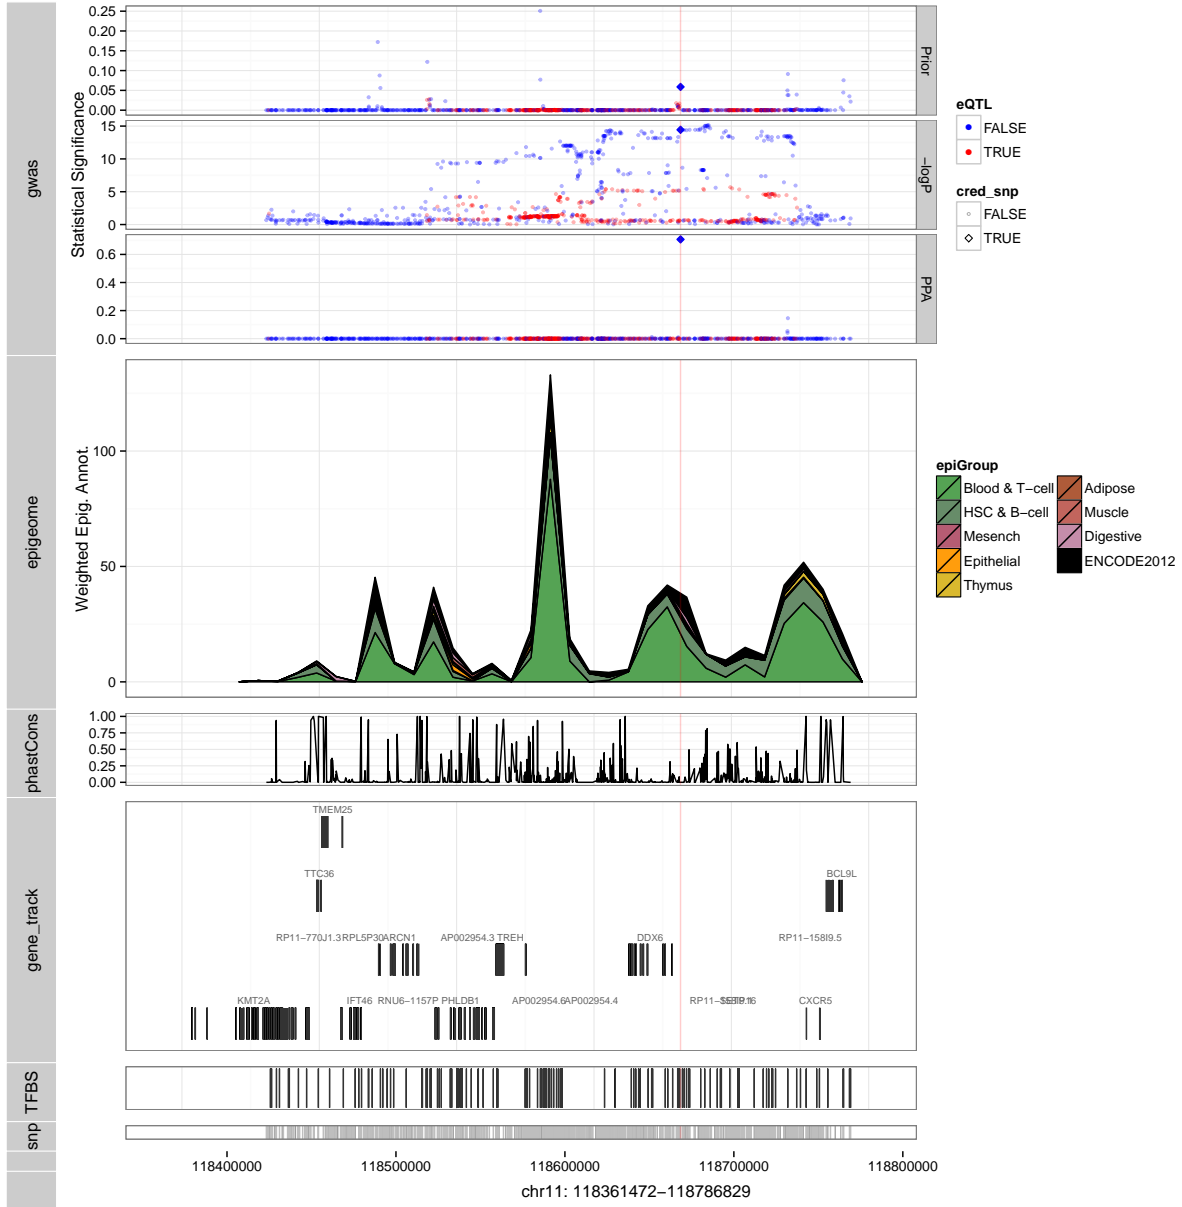 gwas
Statistical Significance
0.25
0.20
0.15
0.10
0.05
0.00
Prior
15
10
5
0
−logP
0.6
0.4
0.2
0.0
PPA
eQTL
FALSE
TRUE
cred_snp
FALSE
TRUE
epigeome
Weighted Epig. Annot.
100
50
0
epiGroup
Blood & T−cell
HSC & B−cell
Mesench
Epithelial
Thymus
Adipose
Muscle
Digestive
ENCODE2012
phastCons
1.00
0.75
0.50
0.25
0.00
gene_track
TMEM25
TTC36
BCL9L
RP11−770J1.3 RPL5P30 ARCN1 AP002954.3 TREH DDX6 RP11−158I9.5
KMT2A IFT46 RNU6−1157P PHLDB1 AP002954.6 AP002954.4 CXCR5
TFBS
snp
118400000 118500000 118600000 118700000 118800000
chr11: 118361472−118786829